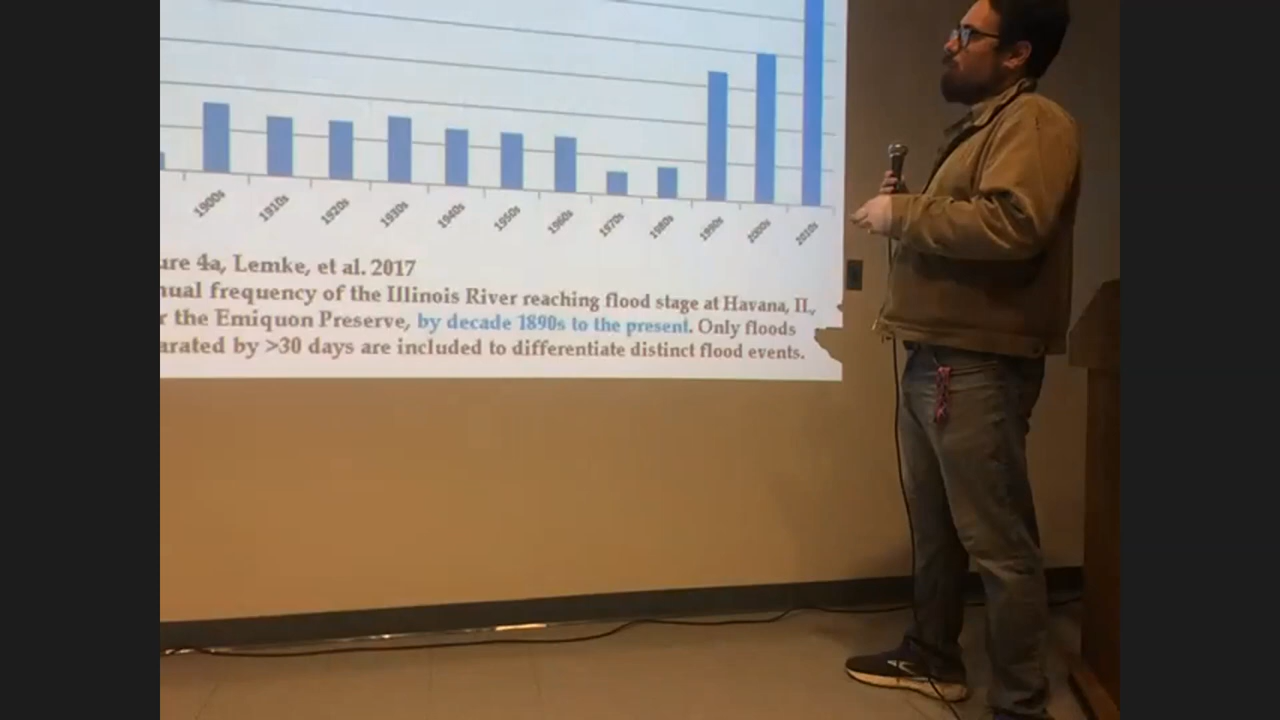 1900s 1910s 1920s 1930s 1940s 1950s 1960s 1970s 1980s 1990s 2000s 2010s
ure 4a, Lemke, et al. 2017
nual frequency of the Illinois River reaching flood stage at Havana, IL,
r the Emiquon Preserve, by decade 1890s to the present. Only floods
arated by >30 days are included to differentiate distinct flood events.